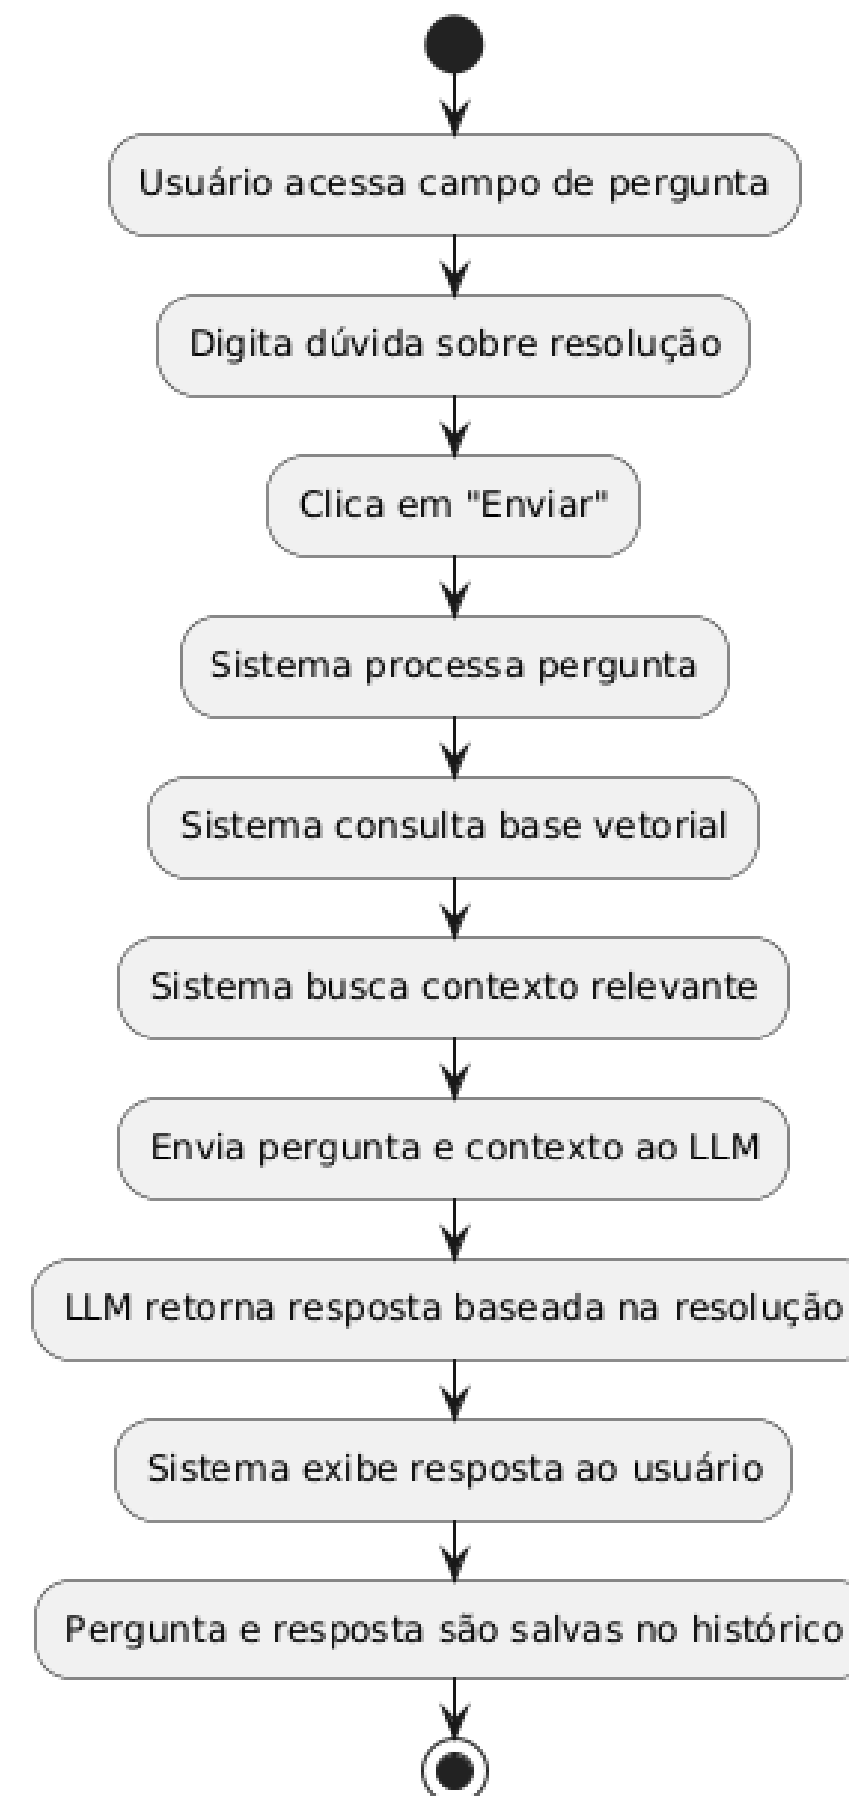 Usuário acessa campo de pergunta
Digita dúvida sobre resolução
Clica em "Enviar"
Sistema processa pergunta
Sistema consulta base vetorial
Sistema busca contexto relevante
Envia pergunta e contexto ao LLM
LLM retorna resposta baseada na resolução
Sistema exibe resposta ao usuário
Pergunta e resposta são salvas no histórico